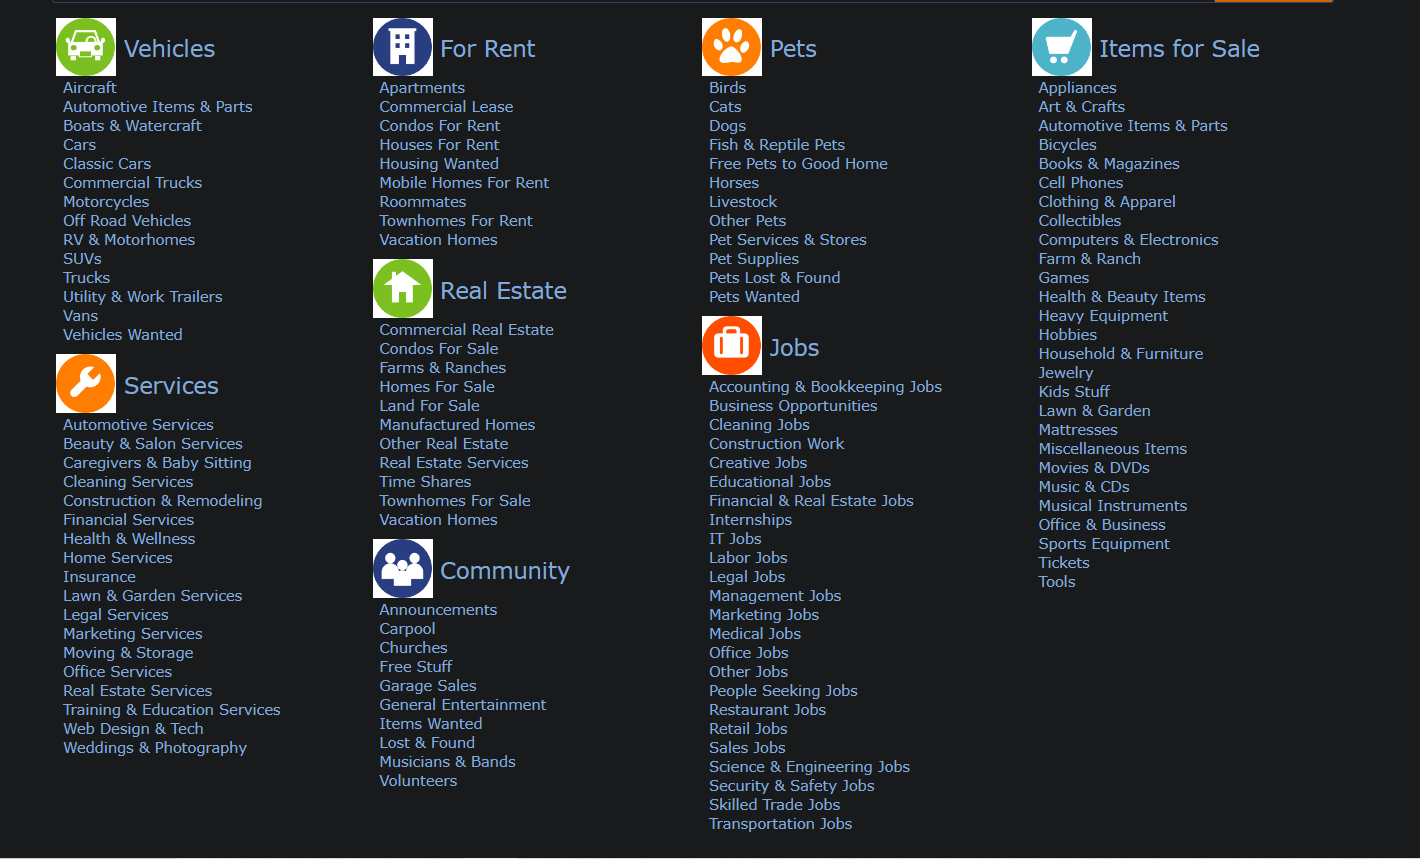 Vehicles
Aircraft
Automotive Items & Parts
Boats & Watercraft
Cars
Classic Cars
Commercial Trucks
Motorcycles
Off Road Vehicles
RV & Motorhomes
SUVs
Trucks
Utility & Work Trailers
Vans
Vehicles Wanted
Services
Automotive Services
Beauty & Salon Services
Caregivers & Baby Sitting
Cleaning Services
Construction & Remodeling
Financial Services
Health & Wellness
Home Services
Insurance
Lawn & Garden Services
Legal Services
Marketing Services
Moving & Storage
Office Services
Real Estate Services
Training & Education Services
Web Design & Tech
Weddings & Photography
For Rent
Apartments
Commercial Lease
Condos For Rent
Houses For Rent
Housing Wanted
Mobile Homes For Rent
Roommates
Townhomes For Rent
Vacation Homes
Real Estate
Commercial Real Estate
Condos For Sale
Farms & Ranches
Homes For Sale
Land For Sale
Manufactured Homes
Other Real Estate
Real Estate Services
Time Shares
Townhomes For Sale
Vacation Homes
Community
Announcements
Carpool
Churches
Free Stuff
Garage Sales
General Entertainment
Items Wanted
Lost & Found
Musicians & Bands
Volunteers
Pets
Birds
Cats
Dogs
Fish & Reptile Pets
Free Pets to Good Home
Horses
Livestock
Other Pets
Pet Services & Stores
Pet Supplies
Pets Lost & Found
Pets Wanted
Jobs
Accounting & Bookkeeping Jobs
Business Opportunities
Cleaning Jobs
Construction Work
Creative Jobs
Educational Jobs
Financial & Real Estate Jobs
Internships
IT Jobs
Labor Jobs
Legal Jobs
Management Jobs
Marketing Jobs
Medical Jobs
Office Jobs
Other Jobs
People Seeking Jobs
Restaurant Jobs
Retail Jobs
Sales Jobs
Science & Engineering Jobs
Security & Safety Jobs
Skilled Trade Jobs
Transportation Jobs
Items for Sale
Appliances
Art & Crafts
Automotive Items & Parts
Bicycles
Books & Magazines
Cell Phones
Clothing & Apparel
Collectibles
Computers & Electronics
Farm & Ranch
Games
Health & Beauty Items
Heavy Equipment
Hobbies
Household & Furniture
Jewelry
Kids Stuff
Lawn & Garden
Mattresses
Miscellaneous Items
Movies & DVDs
Music & CDs
Musical Instruments
Office & Business
Sports Equipment
Tickets
Tools